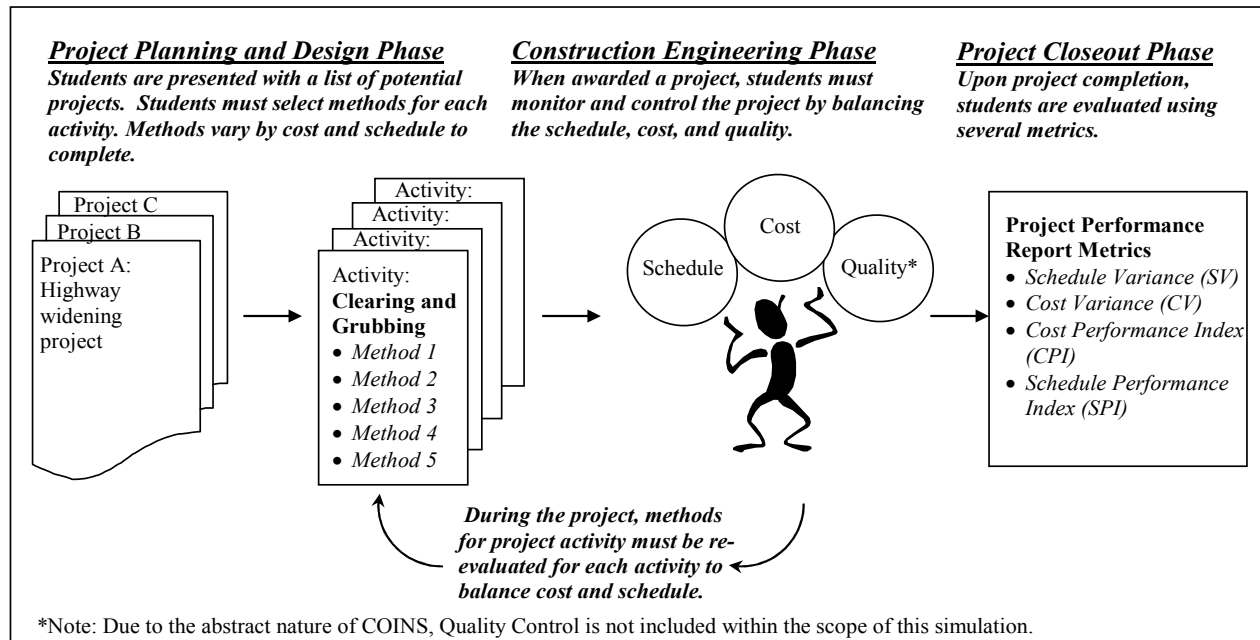 Project Planning and Design Phase
Students are presented with a list of potential
projects.  Students must select methods for each
activity. Methods vary by cost and schedule to
complete.
Construction Engineering Phase
When awarded a project, students must
monitor and control the project by balancing
the schedule, cost, and quality.
Project Closeout Phase
Upon project completion,
students are evaluated using
several metrics.
Project C
Project B
Project A:
Highway
widening
project
Activity:
Activity:
Activity:
Activity:
Clearing and
Grubbing
• Method 1
• Method 2
• Method 3
• Method 4
• Method 5
Schedule
Cost
Quality*
Project Performance
Report Metrics
• Schedule Variance (SV)
• Cost Variance (CV)
• Cost Performance Index
(CPI)
• Schedule Performance
Index (SPI)
During the project, methods
for project activity must be re-
evaluated for each activity to
balance cost and schedule.
*Note: Due to the abstract nature of COINS, Quality Control is not included within the scope of this simulation.